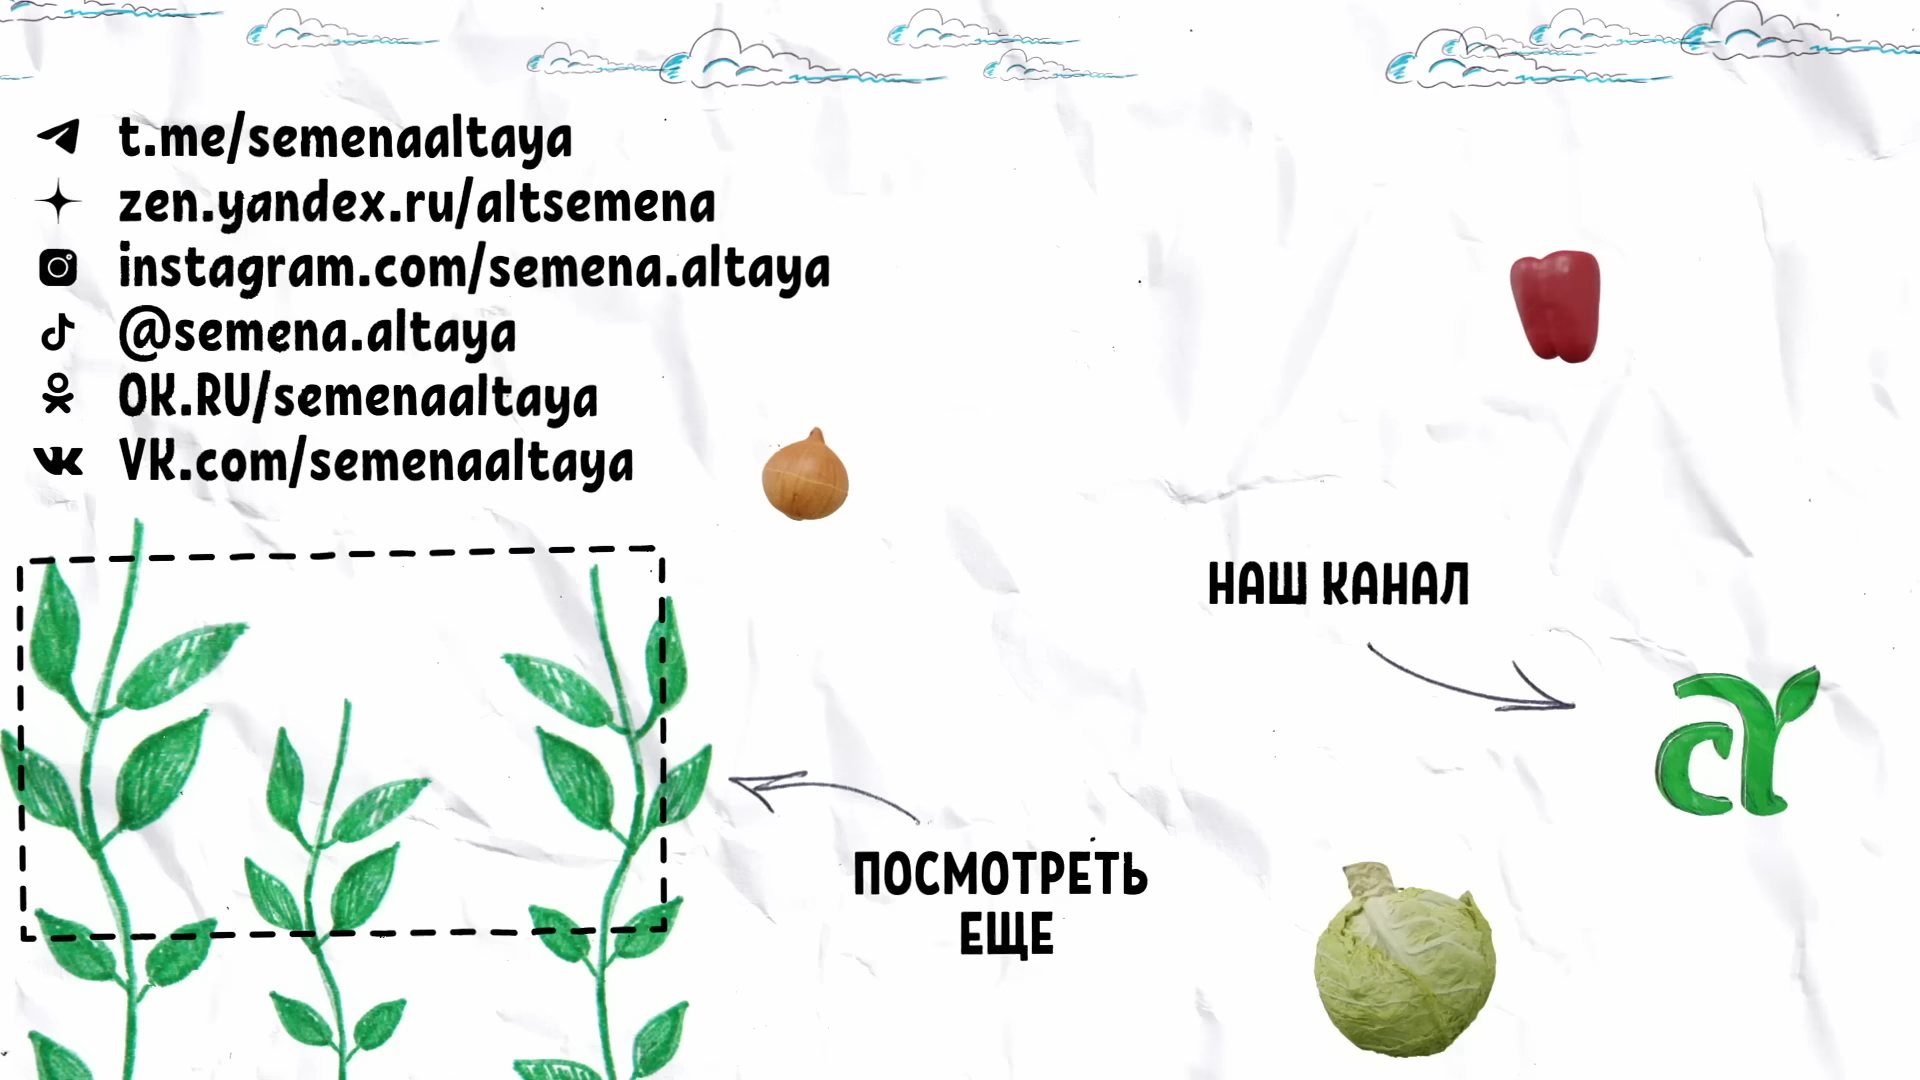 t.me/semenaaltaya
zen.yandex.ru/altsemena
instagram.com/semena.altaya
@semena.altaya
OK.RU/semenaaltaya
VK.com/semenaaltaya
НАШ КАНАЛ
ПОСМОТРЕТЬ
ЕЩЕ